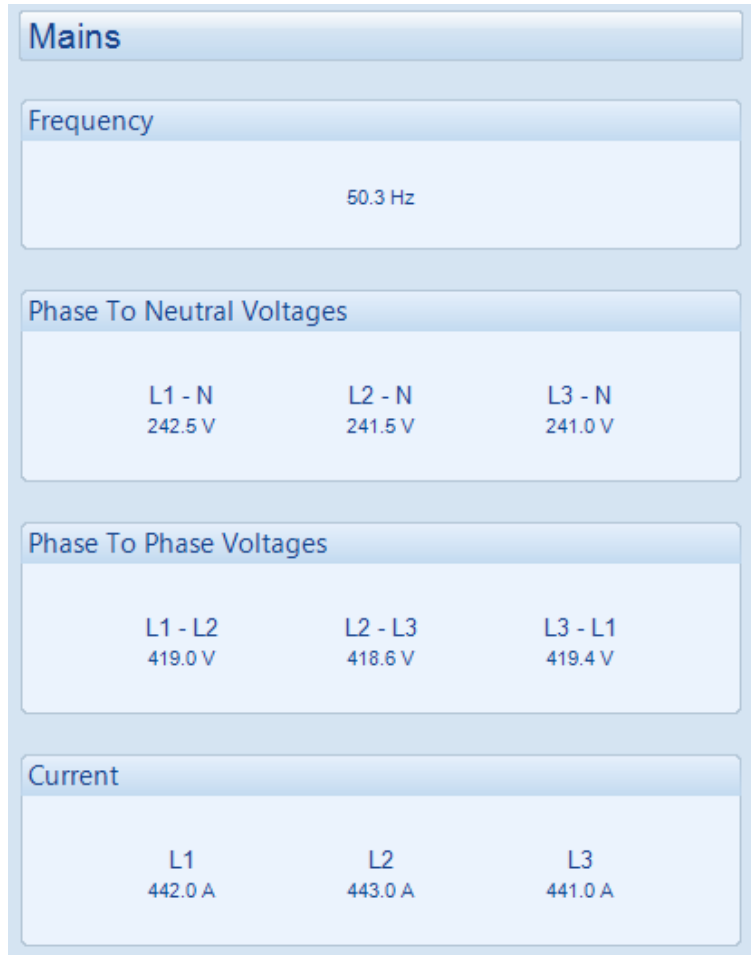 Mains
Frequency
50.3 Hz
Phase To Neutral Voltages
L1 - N L2 - N L3 - N
242.5 V 241.5 V 241.0 V
Phase To Phase Voltages
L1 - L2 L2 - L3 L3 - L1
419.0 V 418.6 V 419.4 V
Current
L1 L2 L3
442.0 A 443.0 A 441.0 A